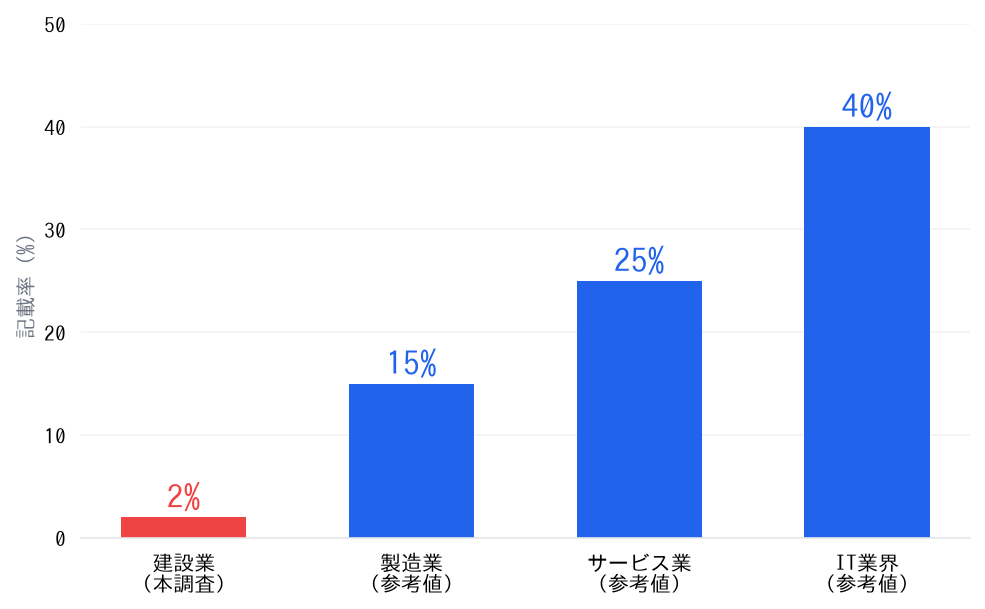 50
40
30
20
10
0
記載率 (%)
2%
15%
25%
40%
建設業
(本調査)
製造業
(参考値)
サービス業
(参考値)
IT業界
(参考値)